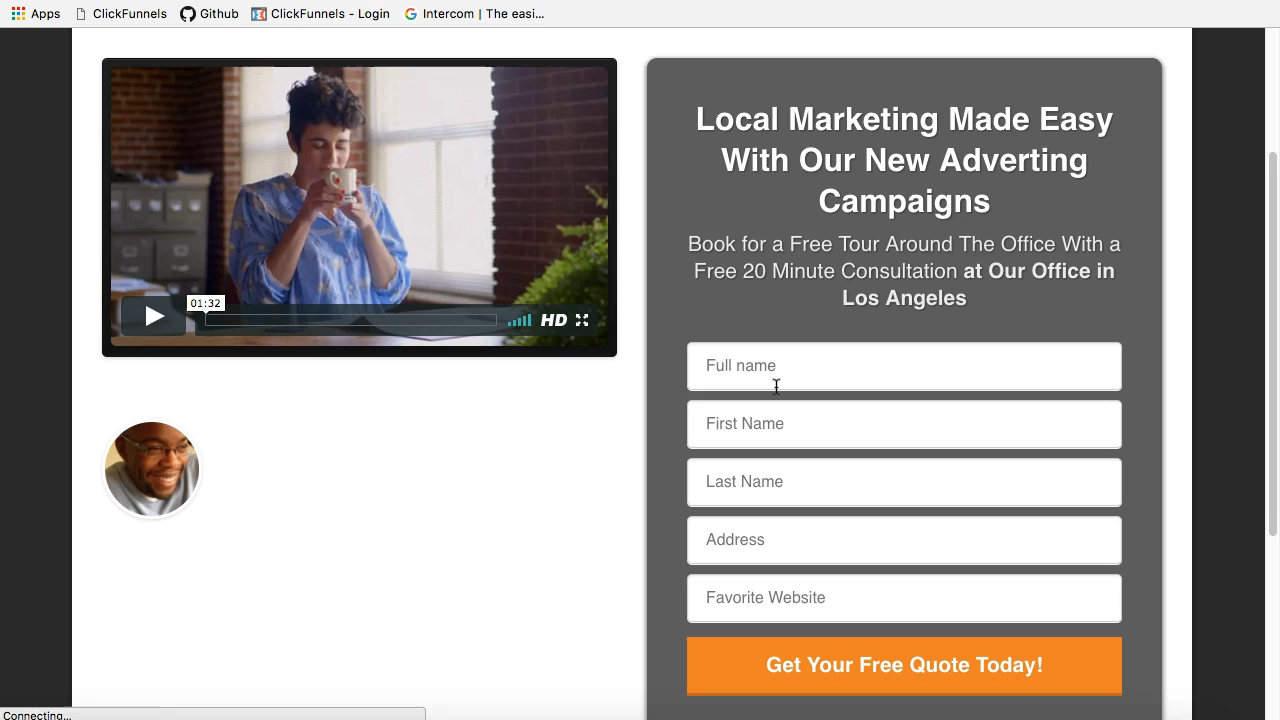 Apps ClickFunnels Github ClickFunnels - Login Intercom | The easi...
01:32
HD
Local Marketing Made Easy
With Our New Adverting
Campaigns
Book for a Free Tour Around The Office With a
Free 20 Minute Consultation at Our Office in
Los Angeles
Full name
First Name
Last Name
Address
Favorite Website
Get Your Free Quote Today!
Connecting...